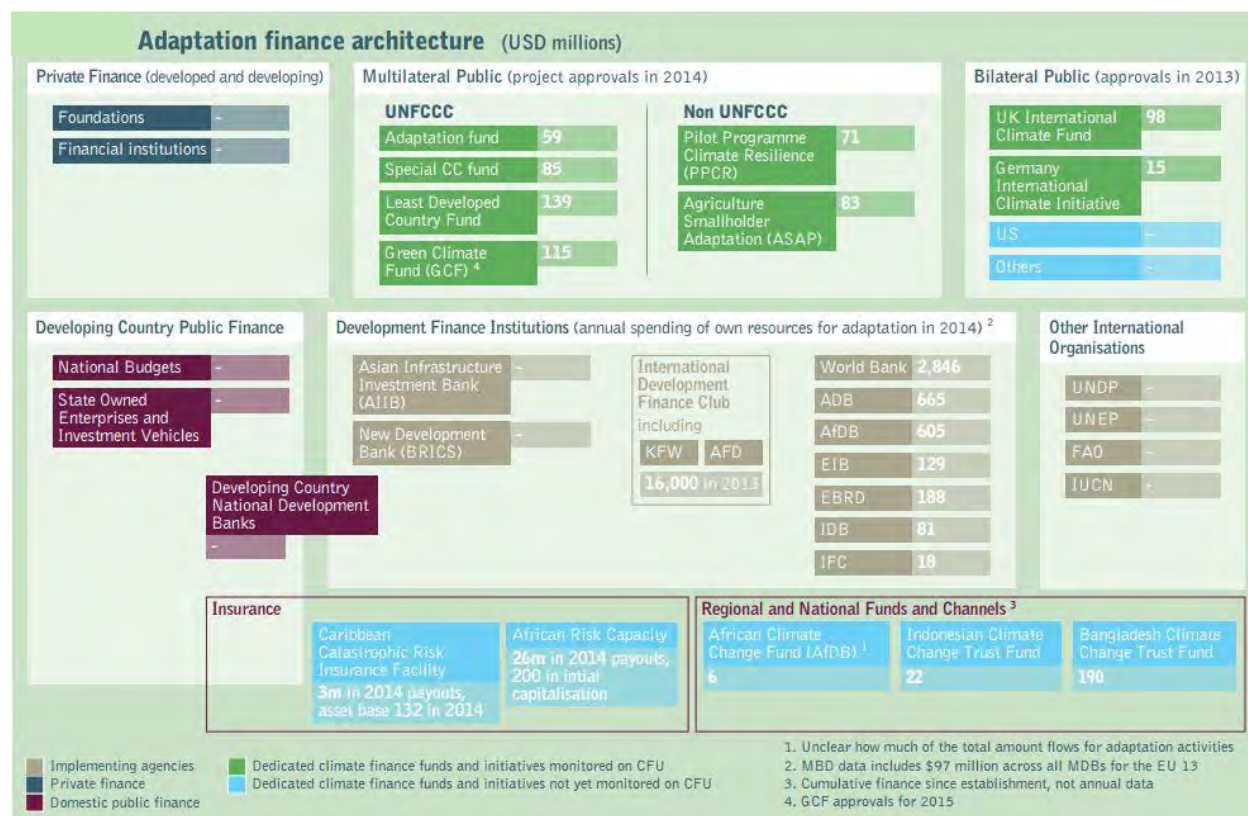 Adaptation finance architecture (USD millions)
Private Finance (developed and developing)
Foundations -
Financial institutions -
Multilateral Public (project approvals in 2014)
UNFCCC
Adaptation fund 59
Special CC fund 85
Least Developed 139
Country Fund
Green Climate 115
Fund (GCF) 4
Non UNFCCC
Pilot Programme 71
Climate Resilience
(PPCR)
Agriculture 83
Smallholder
Adaptation (ASAP)
Bilateral Public (approvals in 2013)
UK International 98
Climate Fund
Germany 15
International
Climate Initiative
US -
Others -
Developing Country Public Finance
National Budgets -
State Owned -
Enterprises and
Investment Vehicles
Developing Country
National Development
Banks
-
Development Finance Institutions (annual spending of own resources for adaptation in 2014) 2
Asian Infrastructure -
Investment Bank
(AIIB)
New Development -
Bank (BRICS)
International
Development
Finance Club
including
KFW AFD
16,000 in 2013
World Bank 2,846
ADB 665
AfDB 605
EIB 129
EBRD 188
IDB 81
IFC 18
Other International
Organisations
UNDP -
UNEP -
FAO -
IUCN -
Insurance
Caribbean
Catastrophic Risk
Insurance Facility
3m in 2014 payouts,
asset base 132 in 2014
African Risk Capacity
26m in 2014 payouts,
200 in intial
capitalisation
Regional and National Funds and Channels 3
African Climate
Change Fund (AfDB) 1
6
Indonesian Climate
Change Trust Fund
22
Bangladesh Climate
Change Trust Fund
190
Implementing agencies
Private finance
Domestic public finance
Dedicated climate finance funds and initiatives monitored on CFU
Dedicated climate finance funds and initiatives not yet monitored on CFU
1. Unclear how much of the total amount flows for adaptation activities
2. MBD data includes $97 million across all MDBs for the EU 13
3. Cumulative finance since establishment, not annual data
4. GCF approvals for 2015